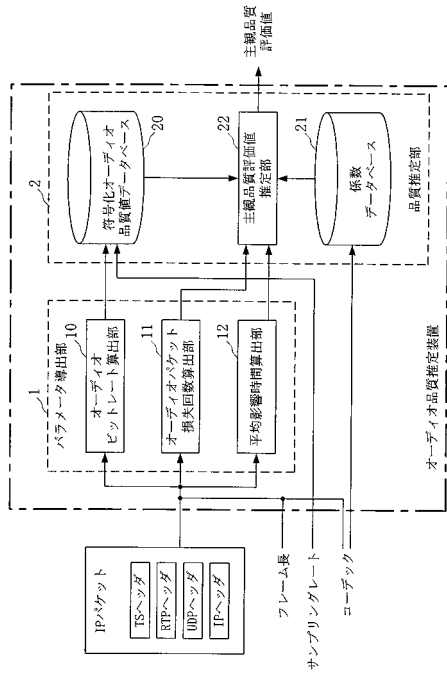 IPパケット
TSヘッダ
RTPヘッダ
UDPヘッダ
IPヘッダ
フレーム長
サンプリングレート
コーデック
1
パラメータ導出部
10
オーディオ
ビットレート算出部
11
オーディオパケット
損失回数算出部
12
平均影響時間算出部
2
符号化オーディオ
品質値データベース
20
22
主観品質評価値
推定部
21
係数
データベース
品質推定部
オーディオ品質推定装置
主観品質
評価値